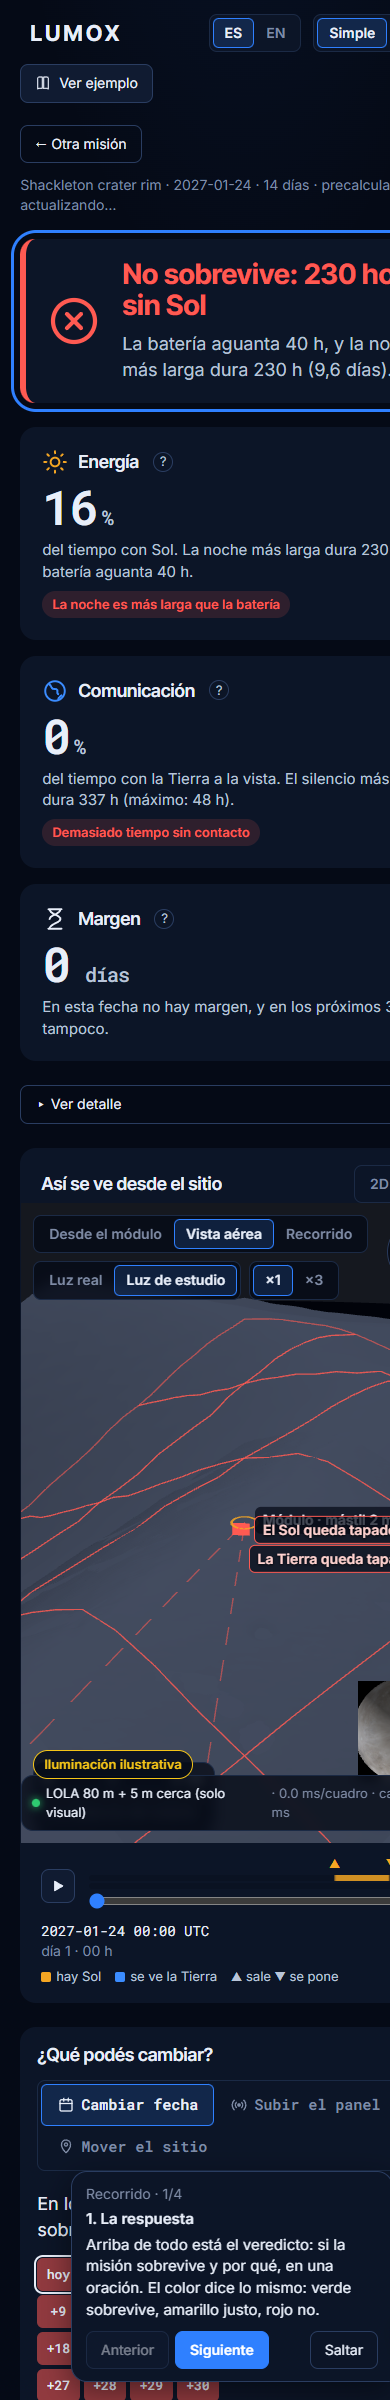 LUMOX
ES EN Simple
Ver ejemplo
← Otra misión
Shackleton crater rim · 2027-01-24 · 14 días ·
actualizando...
No sobrevive: 230
sin Sol
La batería aguanta 40 h, y la
más larga dura 230 h (9,6 días).
Energía ?
16 %
del tiempo con Sol. La noche más larga dura 230
batería aguanta 40 h.
La noche es más larga que la batería
Comunicación ?
0 %
del tiempo con la Tierra a la vista. El silencio más
dura 337 h (máximo: 48 h).
Demasiado tiempo sin contacto
Margen ?
0 días
En esta fecha no hay margen, y en los próximos
tampoco.
▸ Ver detalle
Así se ve desde el sitio 2D
Desde el módulo Vista aérea Recorrido
Luz real Luz de estudio ×1 ×3
Módulo · mástil 2 m
El Sol queda
La Tierra queda
Iluminación ilustrativa
LOLA 80 m + 5 m cerca (solo
visual)
· 0.0 ms/cuadro ·
ms
2027-01-24 00:00 UTC
día 1 · 00 h
hay Sol se ve la Tierra ▲ sale ▼ se pone
¿Qué podés cambiar?
Cambiar fecha Subir el panel
Mover el sitio
En
hoy
+9
+18
+27 +28 +29 +30
Recorrido · 1/4
1. La respuesta
Arriba de todo está el veredicto: si la
misión sobrevive y por qué, en una
oración. El color dice lo mismo: verde
sobrevive, amarillo justo, rojo no.
Anterior Siguiente Saltar